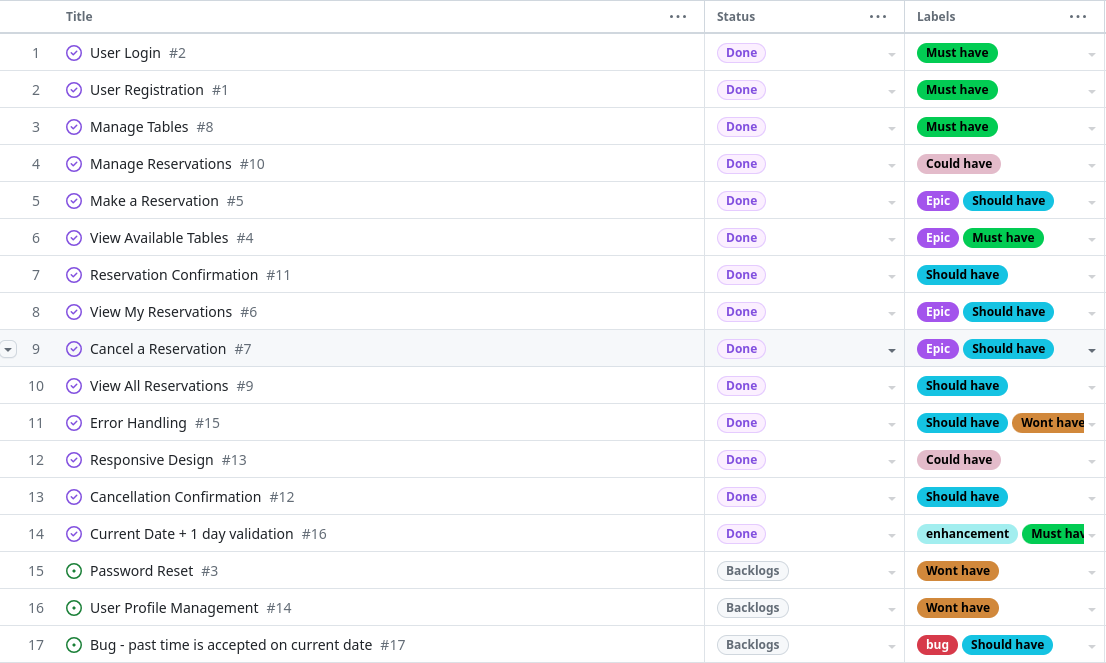 Title Status Labels
1 User Login #2 Done Must have
2 User Registration #1 Done Must have
3 Manage Tables #8 Done Must have
4 Manage Reservations #10 Done Could have
5 Make a Reservation #5 Done Epic Should have
6 View Available Tables #4 Done Epic Must have
7 Reservation Confirmation #11 Done Should have
8 View My Reservations #6 Done Epic Should have
9 Cancel a Reservation #7 Done Epic Should have
10 View All Reservations #9 Done Should have
11 Error Handling #15 Done Should have Wont have
12 Responsive Design #13 Done Could have
13 Cancellation Confirmation #12 Done Should have
14 Current Date + 1 day validation #16 Done enhancement Must hav
15 Password Reset #3 Backlogs Wont have
16 User Profile Management #14 Backlogs Wont have
17 Bug - past time is accepted on current date #17 Backlogs bug Should have